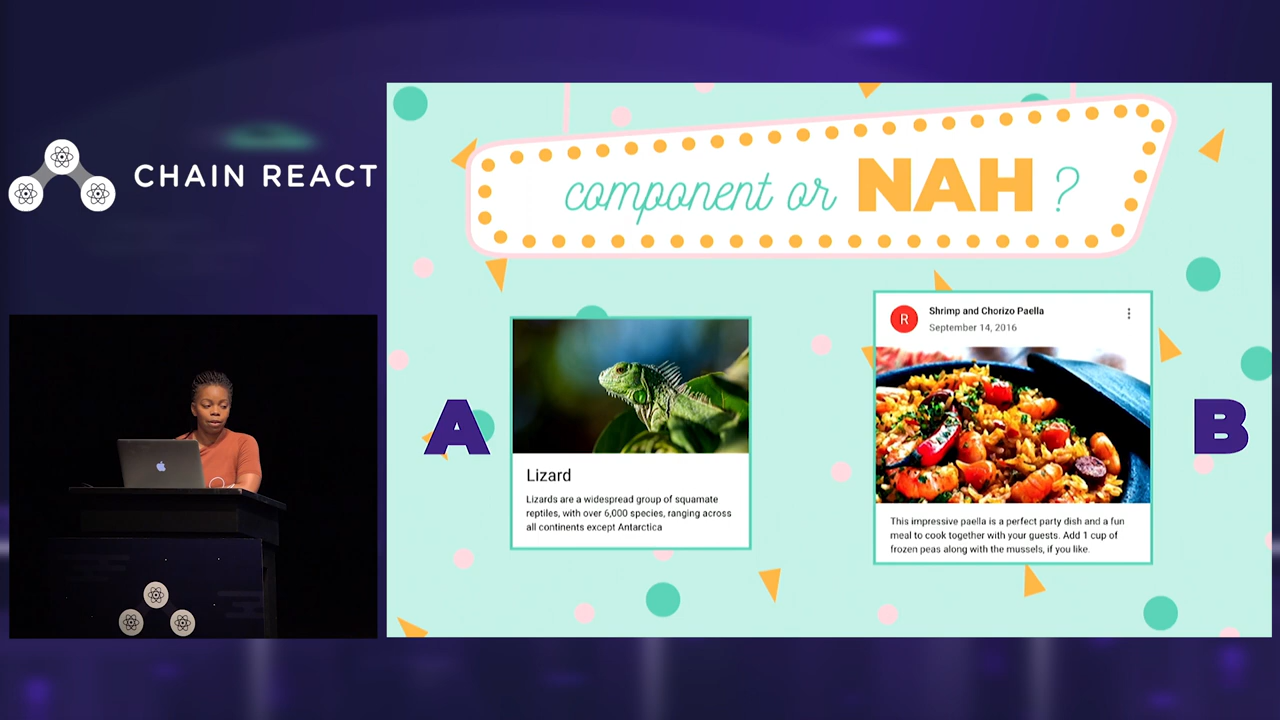 CHAIN REACT
component or NAH ?
A
Lizard
Lizards are a widespread group of squamate
reptiles, with over 6,000 species, ranging across
all continents except Antarctica
R
Shrimp and Chorizo Paella
September 14, 2016
This impressive paella is a perfect party dish and a fun
meal to cook together with your guests. Add 1 cup of
frozen peas along with the mussels, if you like.
B